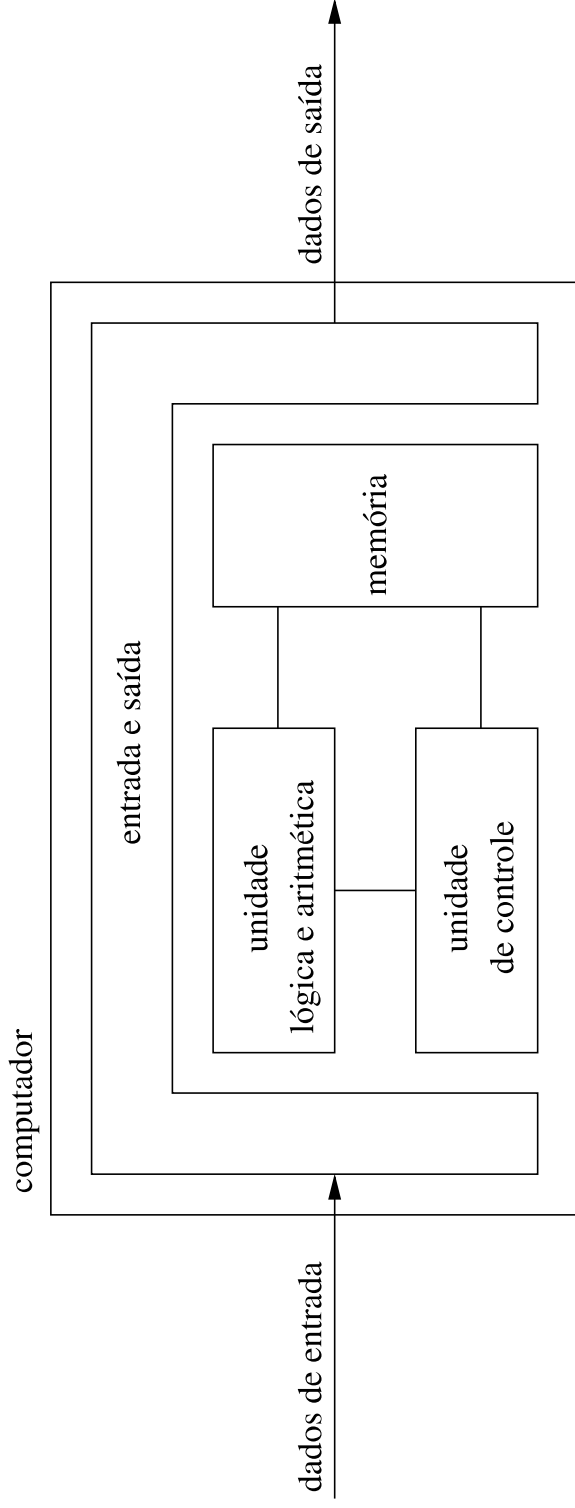 computador
entrada e saída
dados de entrada
unidade
lógica e aritmética
memória
dados de saída
unidade
de controle